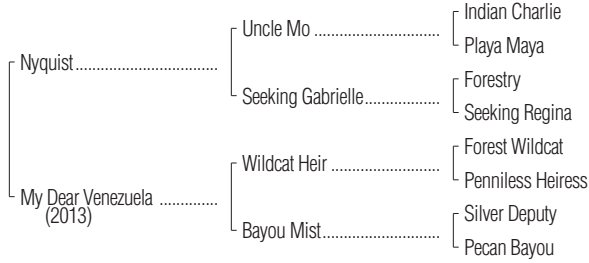 Indian Charlie
Uncle Mo ..............................
Playa Maya
Nyquist..................................
Forestry
Seeking Gabrielle..................
Seeking Regina
Forest Wildcat
Wildcat Heir ..........................
Penniless Heiress
My Dear Venezuela ..............
(2013)
Silver Deputy
Bayou Mist............................
Pecan Bayou